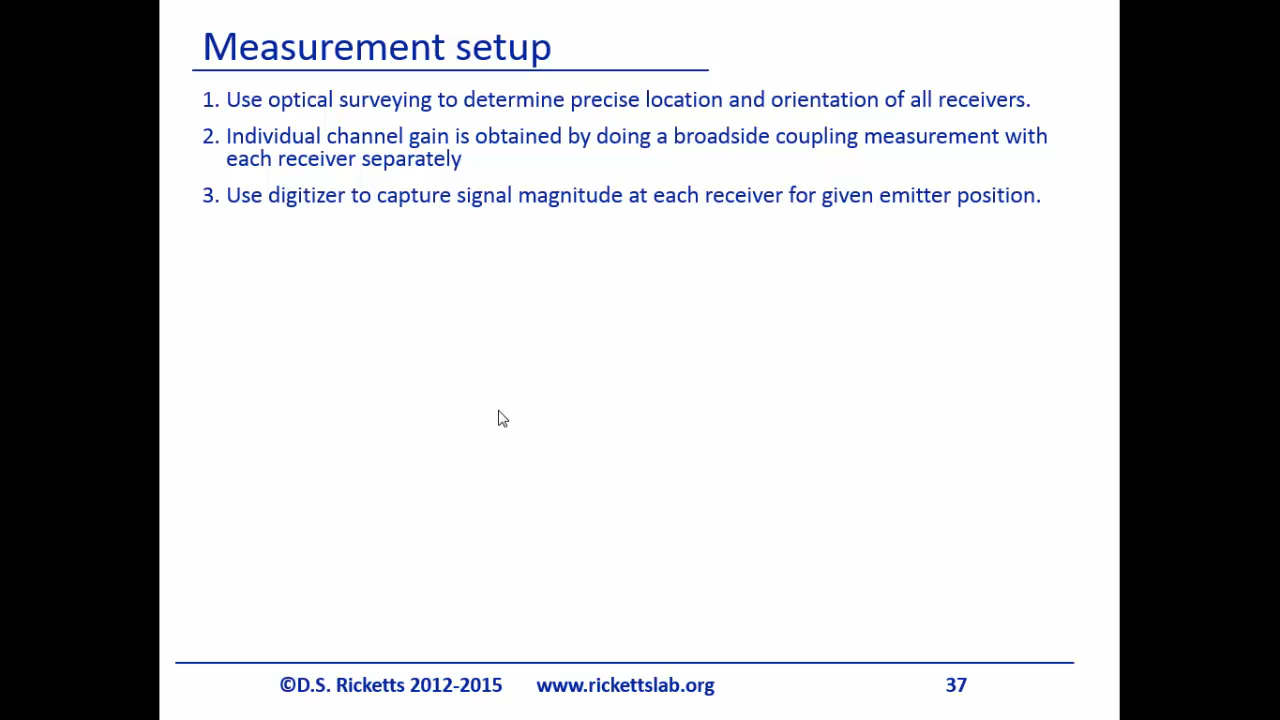 Measurement setup
1. Use optical surveying to determine precise location and orientation of all receivers.
2. Individual channel gain is obtained by doing a broadside coupling measurement with
each receiver separately
3. Use digitizer to capture signal magnitude at each receiver for given emitter position.
©D.S. Ricketts 2012-2015 www.rickettslab.org 37